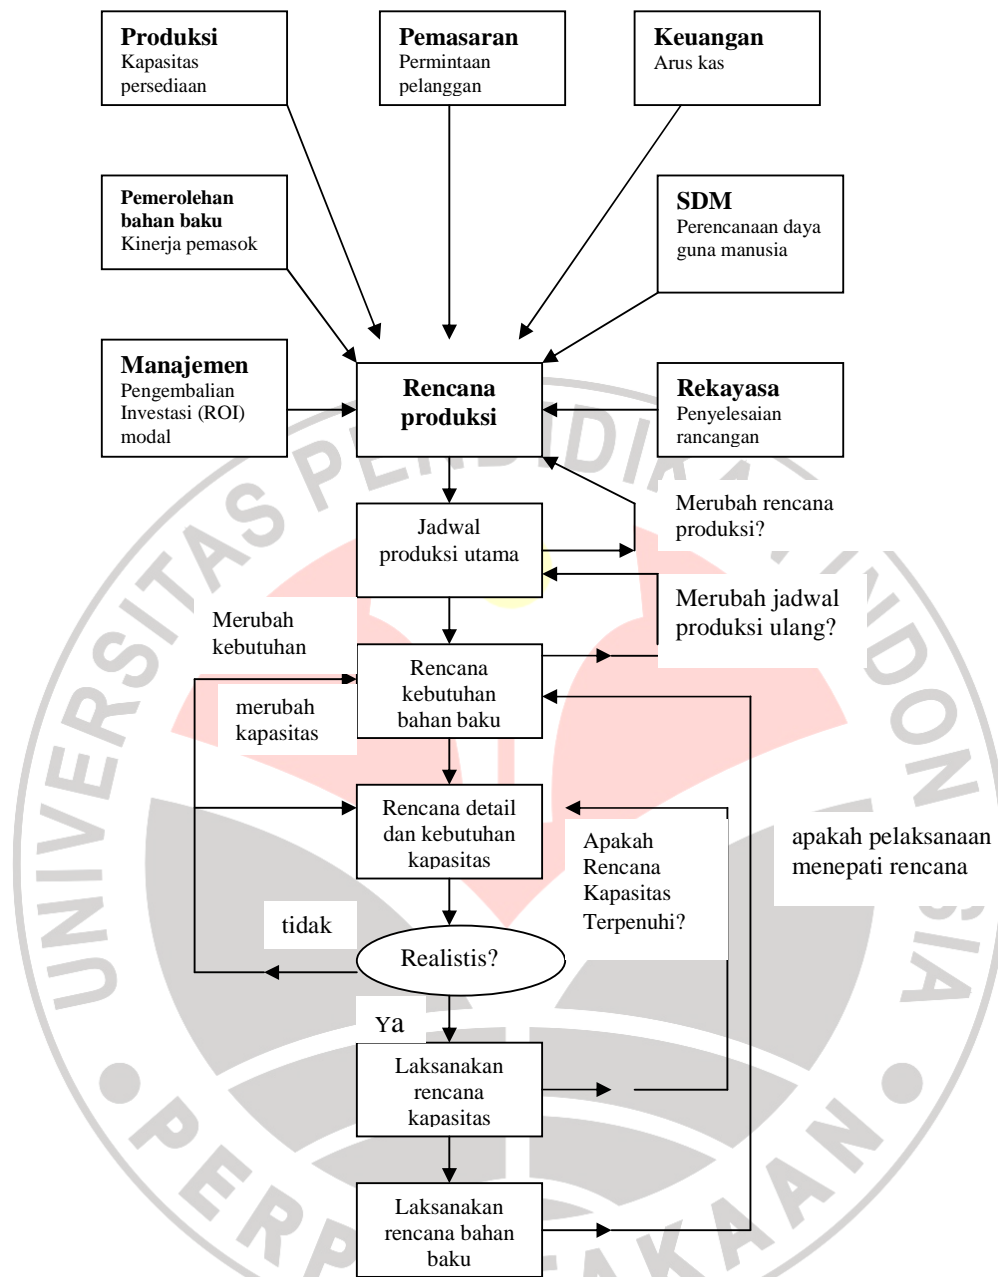 Produksi
Kapasitas
persediaan
Pemasaran
Permintaan
pelanggan
Keuangan
Arus kas
Pemerolehan
bahan baku
Kinerja pemasok
SDM
Perencanaan daya
guna manusia
Manajemen
Pengembalian
Investasi (ROI)
modal
Rencana
produksi
Rekayasa
Penyelesaian
rancangan
Merubah rencana
produksi?
Jadwal
produksi utama
Merubah jadwal
produksi ulang?
Merubah
kebutuhan
Rencana
kebutuhan
bahan baku
merubah
kapasitas
Rencana detail
dan kebutuhan
kapasitas
Apakah
Rencana
Kapasitas
Terpenuhi?
apakah pelaksanaan
menepati rencana
tidak
Realistis?
Ya
Laksanakan
rencana
kapasitas
Laksanakan
rencana bahan
baku